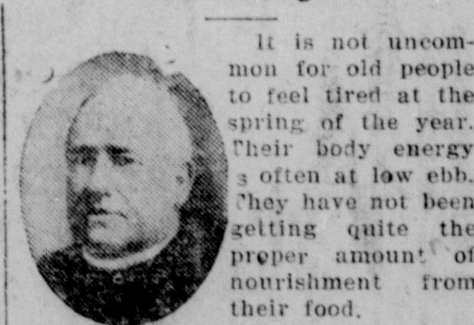 It is not uncom-
mon for old people
to feel tired at the
spring of the year.
Their body energy
s often at low ebb.
They have not been
getting quite the
proper amount of
nourishment from
their food.